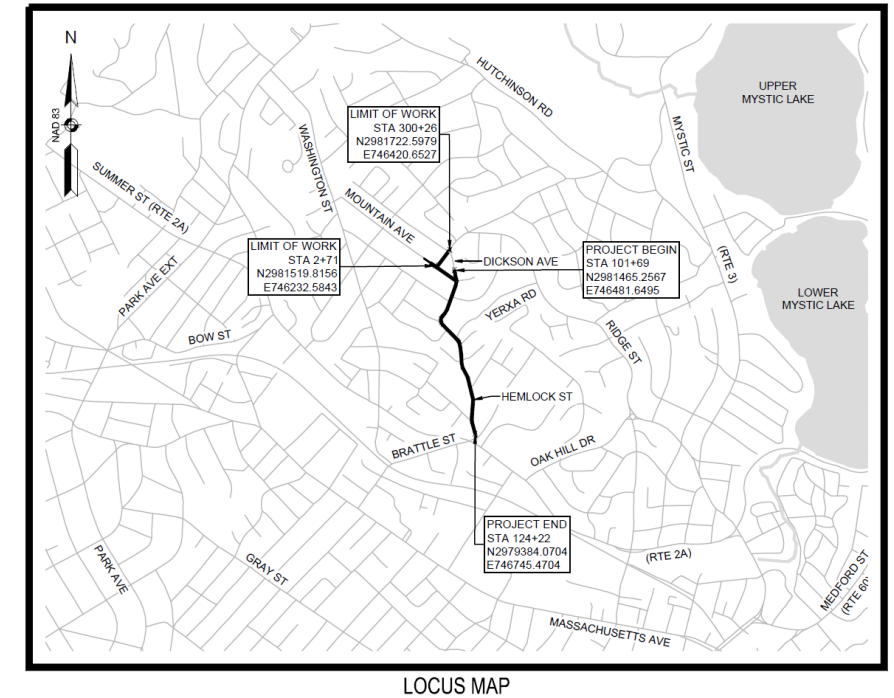 N
NAD 83
HUTCHINSON RD
UPPER
MYSTIC LAKE
LIMIT OF WORK
STA 300+26
N2981722.5979
E746420.6527
WASHINGTON ST
MYSTIC ST
SUMMER ST (RTE 2A)
MOUNTAIN AVE
LIMIT OF WORK
STA 2+71
N2981519.8156
E746232.5843
DICKSON AVE
PROJECT BEGIN
STA 101+69
N2981465.2567
E746481.6495
(RTE 3)
PARK AVE EXT
LOWER
MYSTIC LAKE
YERXA RD
BOW ST
RIDGE ST
HEMLOCK ST
BRATTLE ST
OAK HILL DR
PROJECT END
STA 124+22
N2979384.0704
E746745.4704
(RTE 2A)
PARK AVE
GRAY ST
MEDFORD ST
(RTE 60)
MASSACHUSETTS AVE
LOCUS MAP